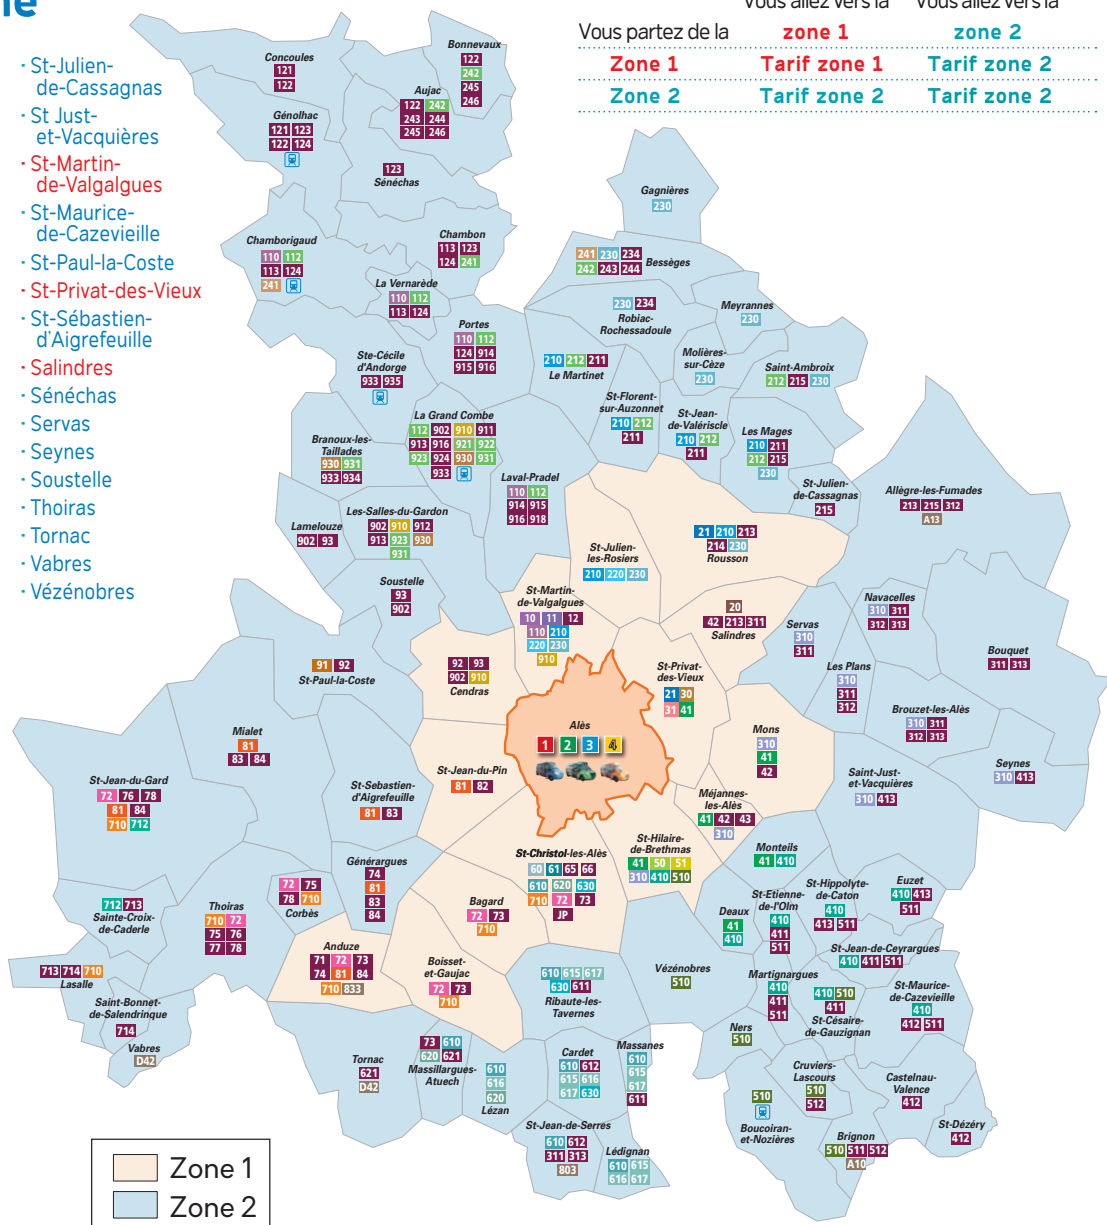 ne
Vous allez vers la
Vous allez vers la
Vous partez de la
zone 1
zone 2
Zone 1
Tarif zone 1
Tarif zone 2
Zone 2
Tarif zone 2
Tarif zone 2
· St-Julien-
de-Cassagnas
· St Just-
et-Vacquières
· St-Martin-
de-Valgalgues
· St-Maurice-
de-Cazevieille
· St-Paul-la-Coste
· St-Privat-des-Vieux
· St-Sébastien-
d'Aigrefeuille
· Salindres
· Sénéchas
· Servas
· Seynes
· Soustelle
· Thoiras
· Tornac
· Vabres
· Vézénobres
Concoules
121
122
Bonnevaux
122
242
245
246
Aujac
122 242
243 244
245 246
Génolhac
121 123
122 124
123
Sénéchas
Gagnières
230
Chamborigaud
110 112
113 124
241
Chambon
113 123
124 241
La Vernarède
110 112
113 124
241 230 234
242 243 244
Bessèges
230 234
Robiac-
Rochessadoule
Meyrannes
230
Portes
110 112
124 914
915 916
Ste-Cécile
d'Andorge
933 935
210 212 211
Le Martinet
Molières-
sur-Cèze
230
Saint-Ambroix
212 215 230
St-Florent-
sur-Auzonnet
210 212
211
St-Jean-
de-Valériscle
210 212
211
Les Mages
210 211
212 215
230
La Grand Combe
112 902 910 911
913 916 921 922
923 924 930 931
933
Branoux-les-
Taillades
930 931
933 934
Laval-Pradel
110 112
914 915
916 918
St-Julien-
de-Cassagnas
215
Allègre-les-Fumades
213 215 312
A13
Lamelouze
902 93
Les-Salles-du-Gardon
902 910 912
913 923 930
931
21 210 213
214 230
Rousson
St-Julien-
les-Rosiers
210 220 230
Soustelle
93
902
St-Martin-
de-Valgalgues
10 11 12
110 210
220 230
910
20
42 213 311
Salindres
Servas
310
311
Navacelles
310 311
312 313
Bouquet
311 313
91 92
St-Paul-la-Coste
92 93
902 910
Cendras
St-Privat-
des-Vieux
21 30
31 41
Les Plans
310
311
312
Brouzet-les-Alès
310 311
312 313
Alès
1 2 3 4
Mons
310
41
42
Seynes
310 413
Mialet
81
83 84
St-Jean-du-Gard
72 76 78
81 84
710 712
St-Jean-du-Pin
81 82
St-Sebastien-
d'Aigrefeuille
81 83
Saint-Just-
et-Vacquières
310 413
Méjannes-
les-Alès
41 42 43
310
St-Hilaire-
de-Brethmas
41 50 51
310 410 510
Monteils
41 410
St-Christol-les-Alès
60 61 65 66
610 620 630
710 72 73
JP
Générargues
74
81
83
84
72 75
78 710
Corbès
Bagard
72 73
710
Deaux
41
410
St-Etienne-
de-l'Olm
410
411
511
St-Hippolyte-
de-Caton
410
413 511
Euzet
410 413
511
712 713
Sainte-Croix-
de-Caderle
Thoiras
710 72
75 76
77 78
Anduze
71 72 73
74 81 84
710 833
Boisset-
et-Gaujac
72 73
710
St-Jean-de-Ceyrargues
410 411 511
713 714 710
Lasalle
610 615 617
630 611
Ribaute-les-
Tavernes
Vézénobres
510
Martignargues
410
411
511
410 510
411
St-Césaire-
de-Gauzignan
St-Maurice-
de-Cazevieille
410
412 511
Saint-Bonnet-
de-Salendrinque
714
Vabres
D42
Ners
510
Tornac
621
D42
73 610
620 621
Massillargues-
Atuech
610
616
620
Lézan
Cardet
610 612
615 616
617 630
Massanes
610
615
617
611
Cruviers-
Lascours
510
512
Castelnau-
Valence
412
510
Boucoiran-
et-Nozières
St-Dézéry
412
St-Jean-de-Serres
610 612
311 313
803
Lédignan
610 615
616 617
Brignon
510 511 512
A10
Zone 1
Zone 2